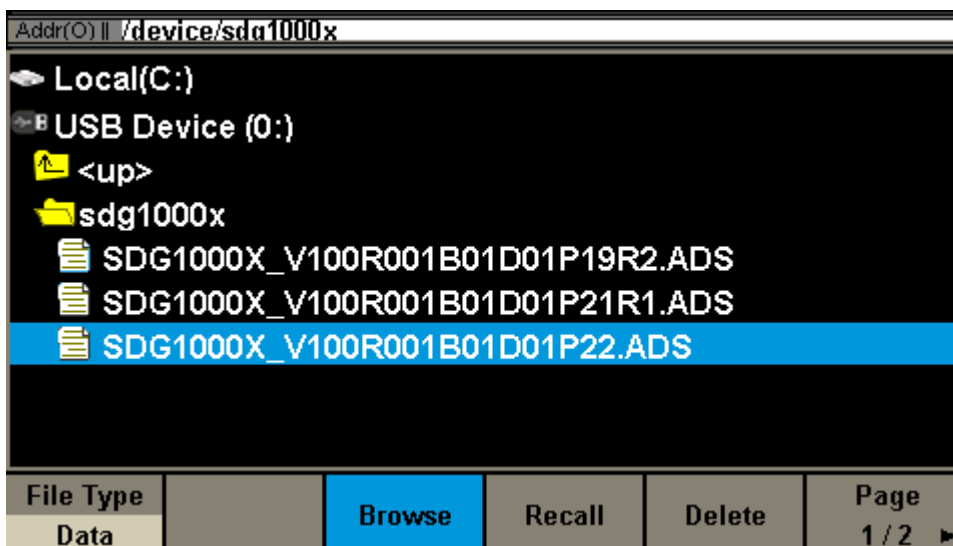 Addr(O) || /device/sdg1000x
Local(C:)
USB Device (0:)
<up>
sdg1000x
SDG1000X_V100R001B01D01P19R2.ADS
SDG1000X_V100R001B01D01P21R1.ADS
SDG1000X_V100R001B01D01P22.ADS
File Type
Data
Browse
Recall
Delete
Page
1 / 2 ►